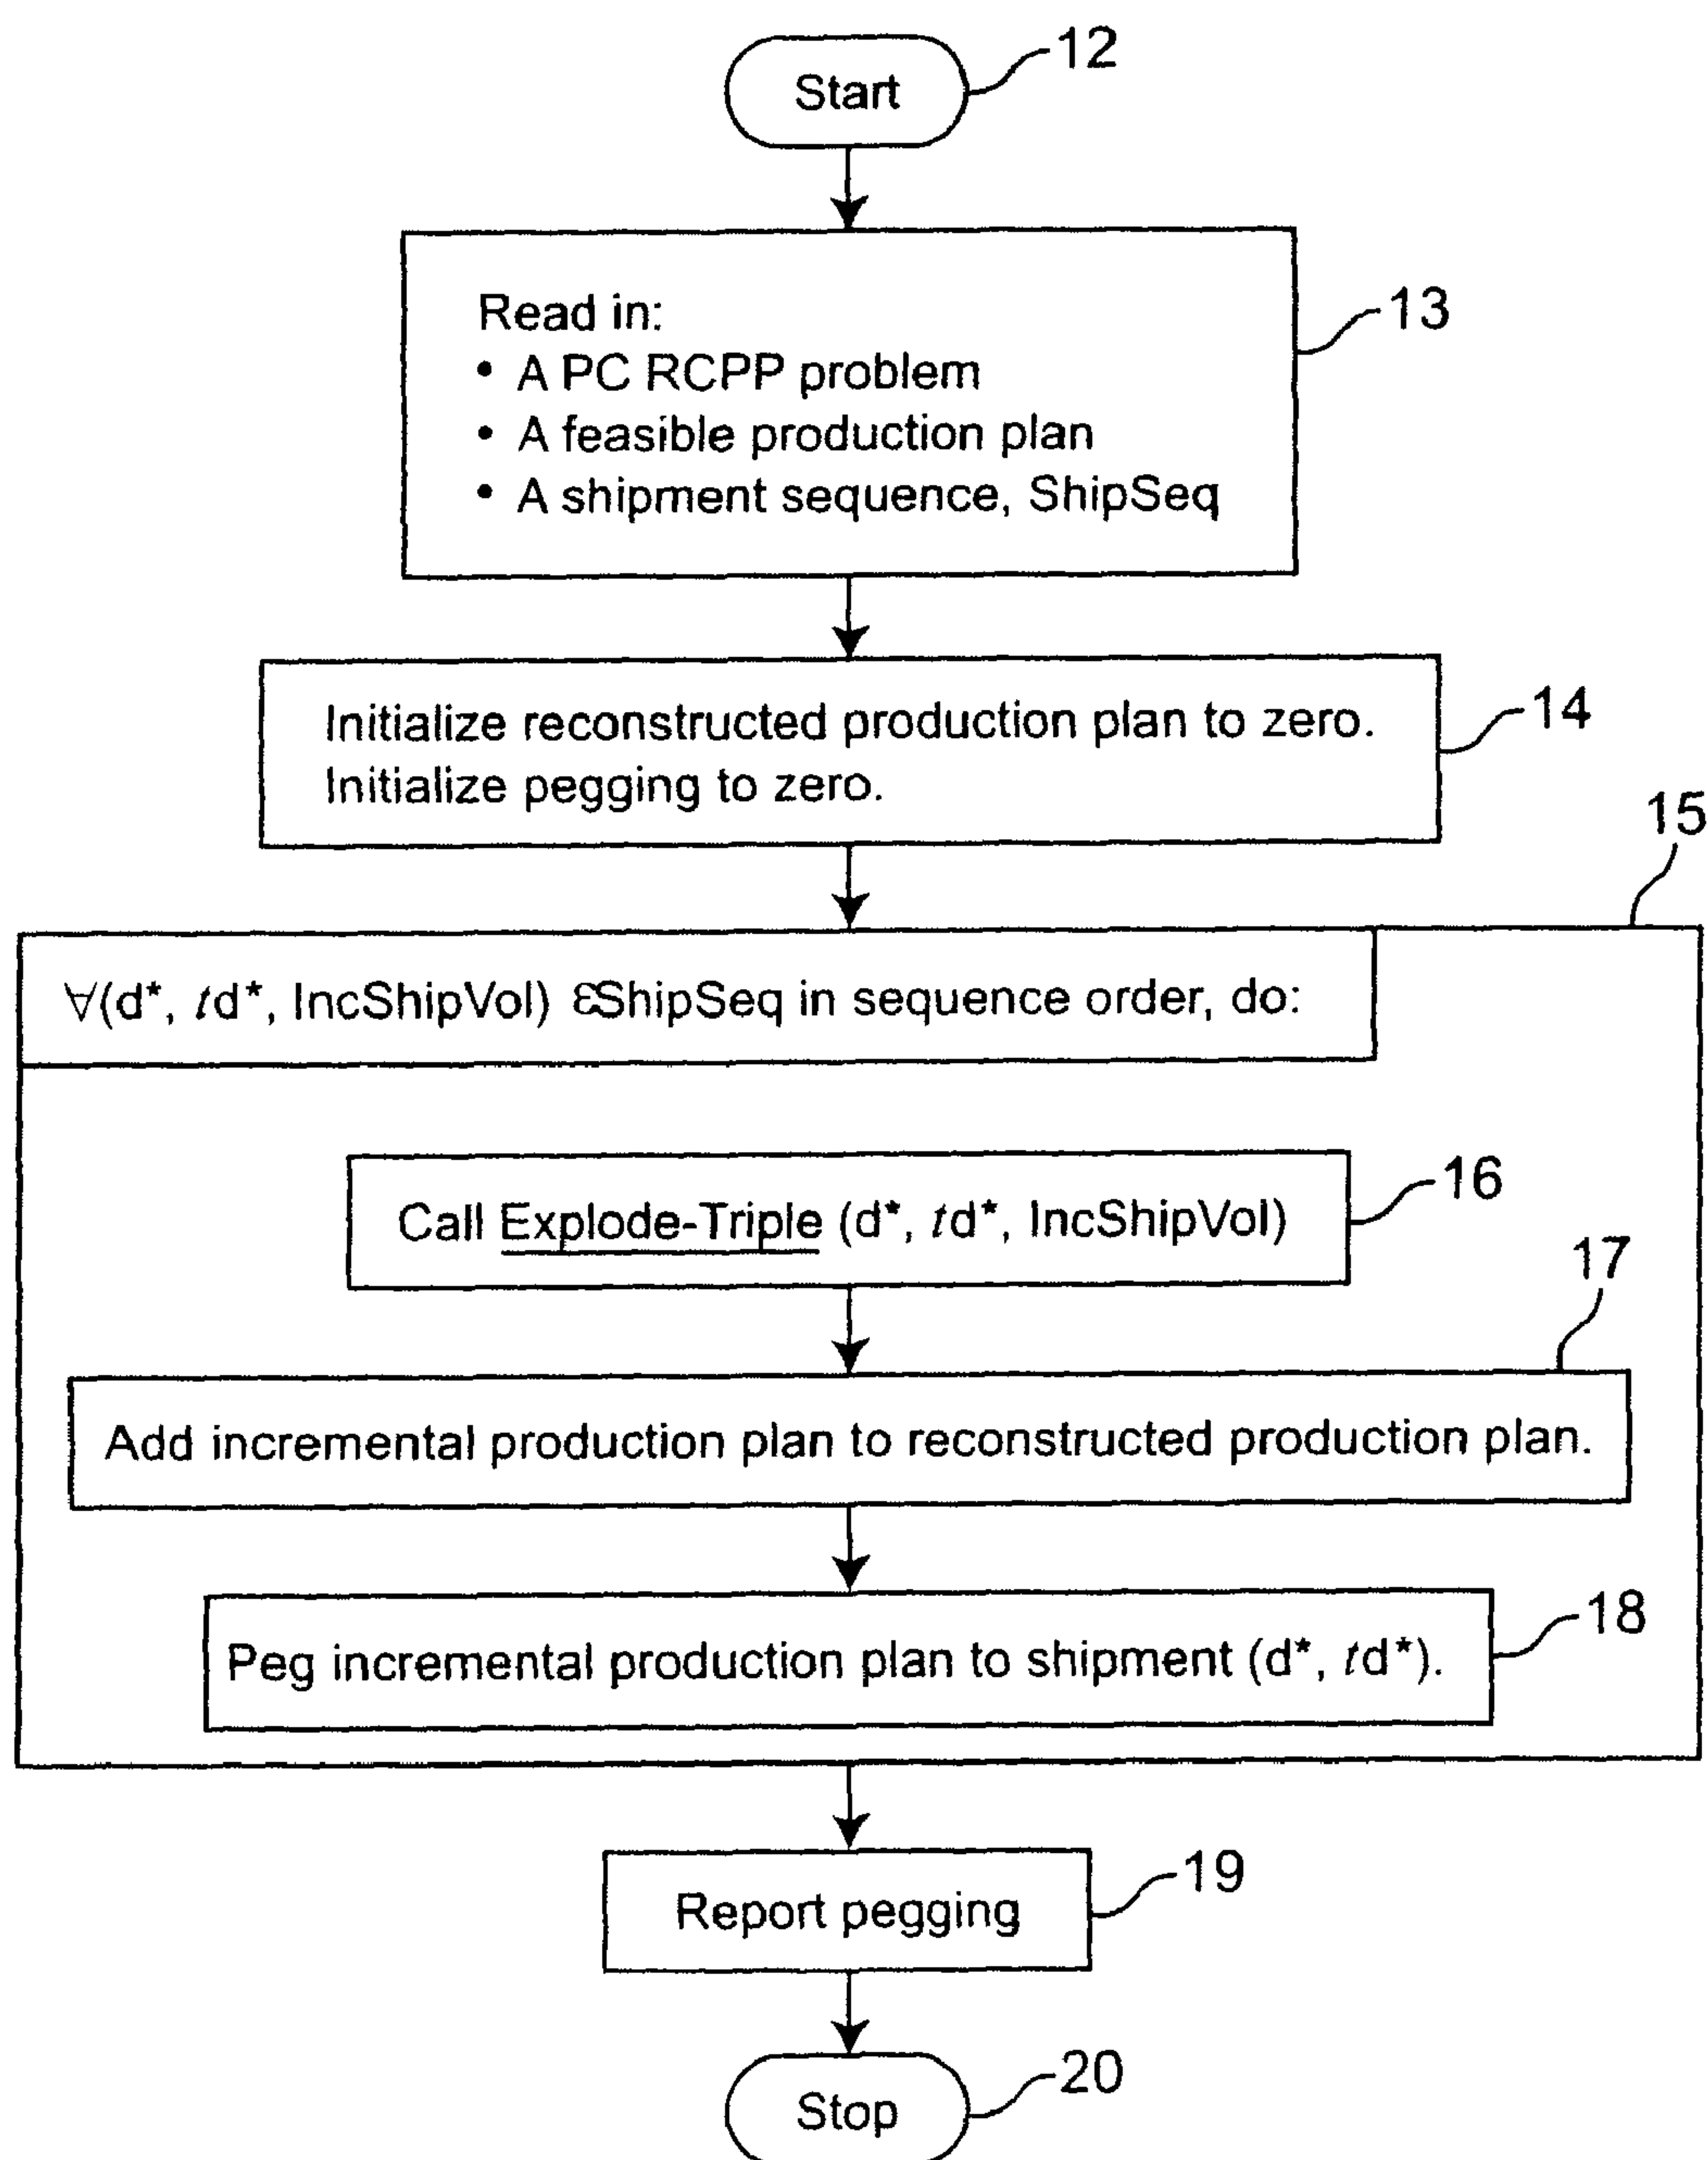 Start
12
Read in:
• A PC RCPP problem
• A feasible production plan
• A shipment sequence, ShipSeq
13
Initialize reconstructed production plan to zero.
Initialize pegging to zero.
14
15
∀(d*, td*, IncShipVol) εShipSeq in sequence order, do:
Call Explode-Triple (d*, td*, IncShipVol)
16
17
Add incremental production plan to reconstructed production plan.
Peg incremental production plan to shipment (d*, td*).
18
Report pegging
19
Stop
20